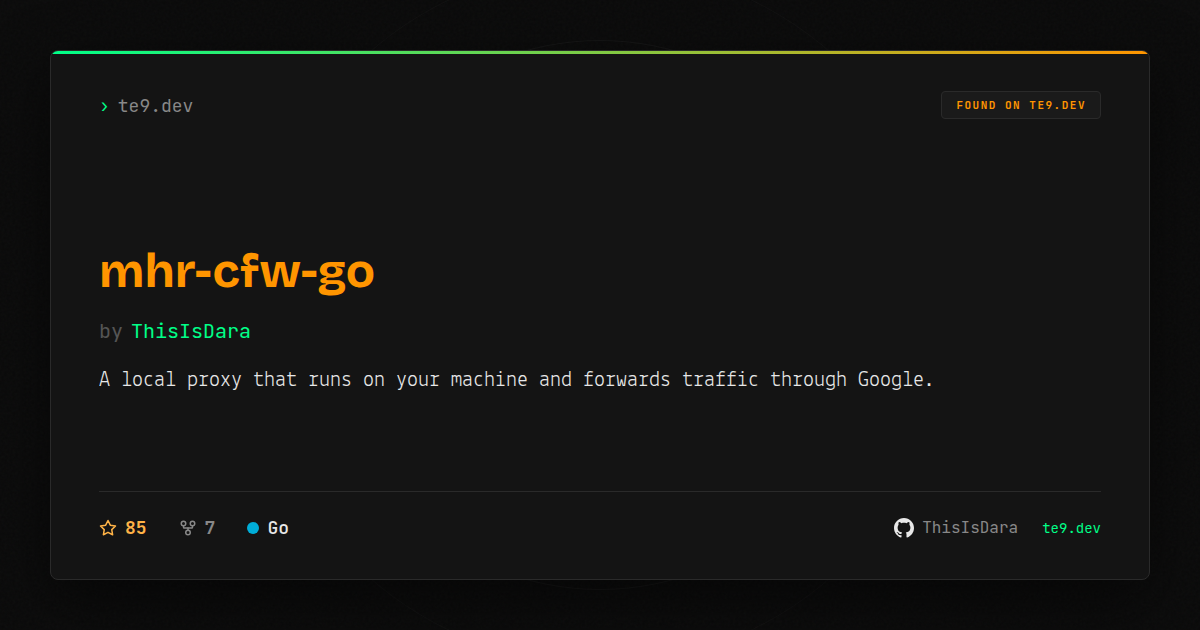 › te9.dev
FOUND ON TE9.DEV
mhr-cfw-go
by ThisIsDara
A local proxy that runs on your machine and forwards traffic through Google.
85 7 Go
ThisIsDara te9.dev